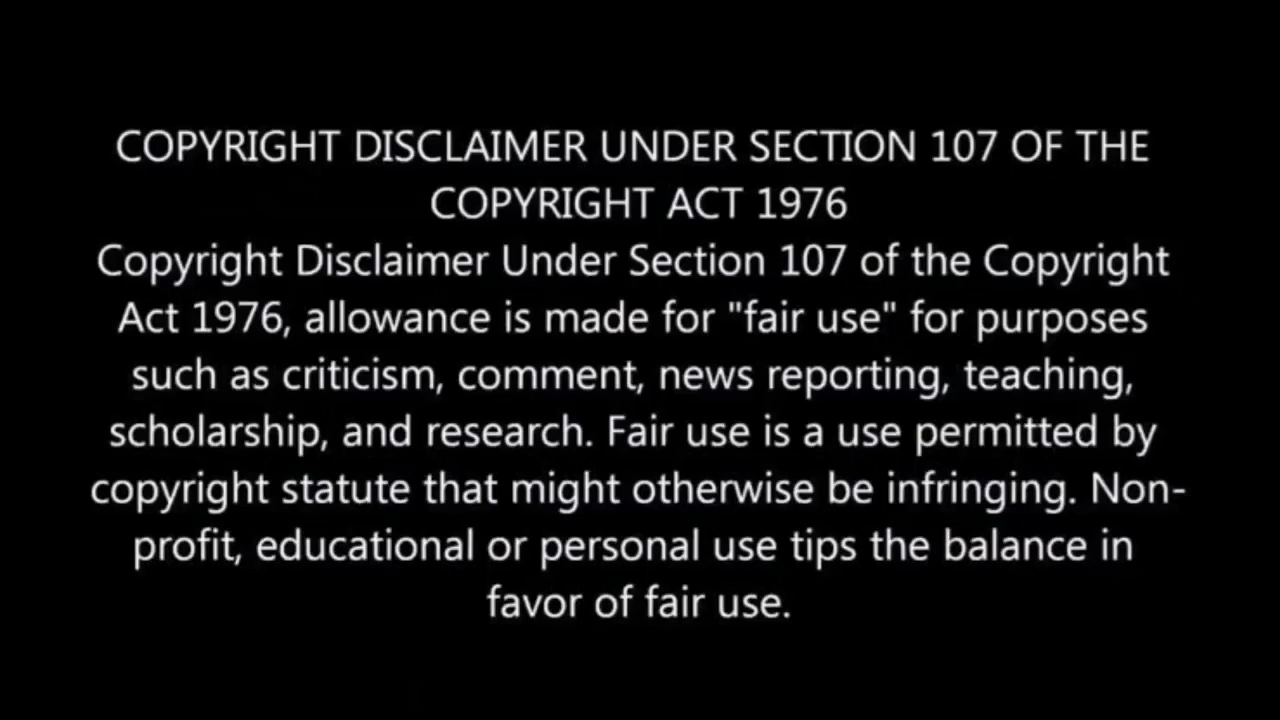 COPYRIGHT DISCLAIMER UNDER SECTION 107 OF THE
COPYRIGHT ACT 1976
Copyright Disclaimer Under Section 107 of the Copyright
Act 1976, allowance is made for "fair use" for purposes
such as criticism, comment, news reporting, teaching,
scholarship, and research. Fair use is a use permitted by
copyright statute that might otherwise be infringing. Non-
profit, educational or personal use tips the balance in
favor of fair use.